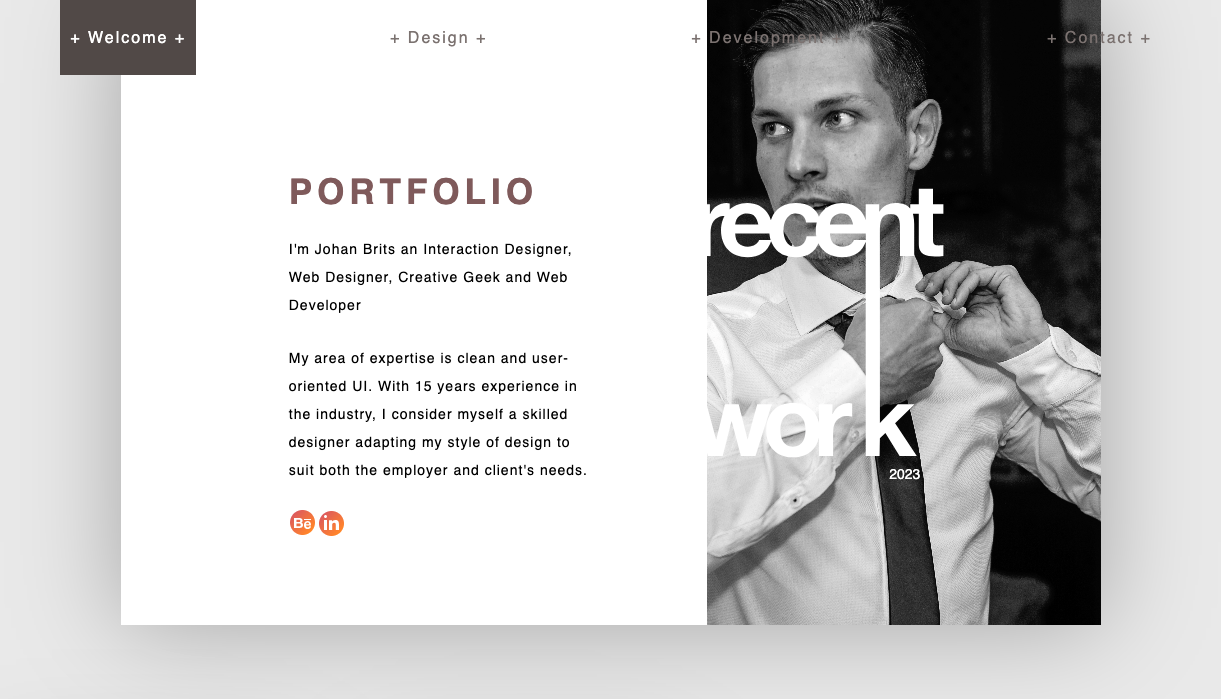 + Welcome +
+ Design +
+ Development +
+ Contact +
PORTFOLIO
I'm Johan Brits an Interaction Designer,
Web Designer, Creative Geek and Web
Developer
My area of expertise is clean and user-
oriented UI. With 15 years experience in
the industry, I consider myself a skilled
designer adapting my style of design to
suit both the employer and client's needs.
Bē in
recent
work
2023